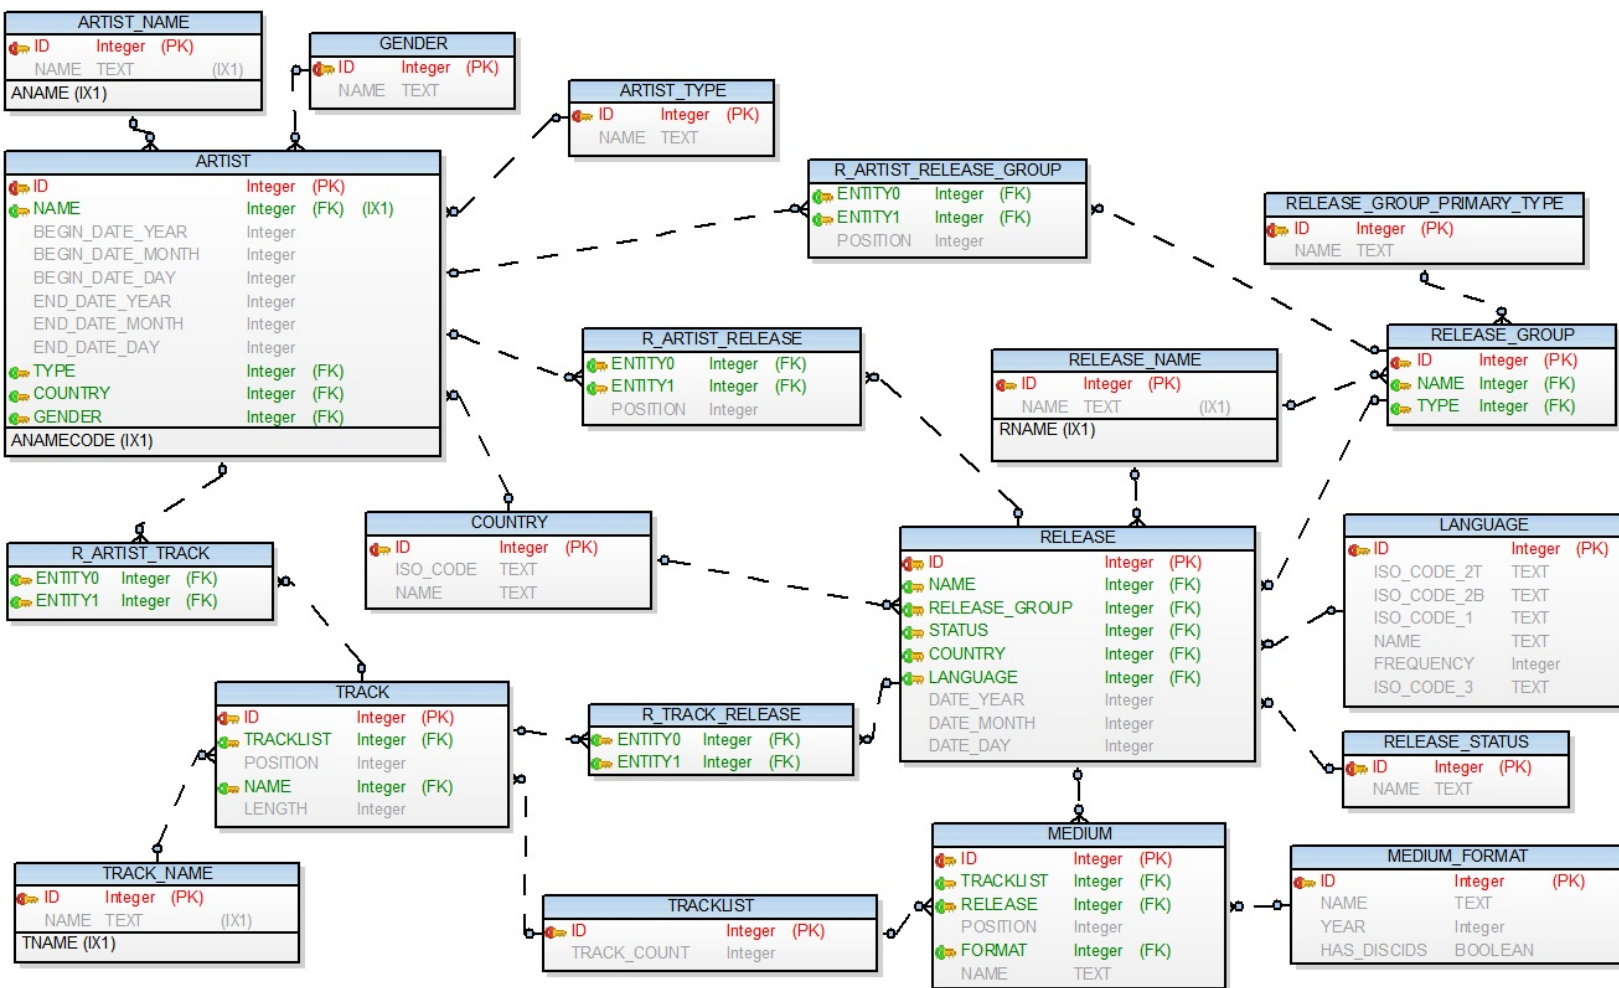 ARTIST_NAME
ID Integer (PK)
NAME TEXT (IX1)
ANAME (IX1)
GENDER
ID Integer (PK)
NAME TEXT
ARTIST_TYPE
ID Integer (PK)
NAME TEXT
ARTIST
ID Integer (PK)
NAME Integer (FK) (IX1)
BEGIN_DATE_YEAR Integer
BEGIN_DATE_MONTH Integer
BEGIN_DATE_DAY Integer
END_DATE_YEAR Integer
END_DATE_MONTH Integer
END_DATE_DAY Integer
TYPE Integer (FK)
COUNTRY Integer (FK)
GENDER Integer (FK)
ANAMECODE (IX1)
R_ARTIST_RELEASE_GROUP
ENTITY0 Integer (FK)
ENTITY1 Integer (FK)
POSITION Integer
RELEASE_GROUP_PRIMARY_TYPE
ID Integer (PK)
NAME TEXT
R_ARTIST_RELEASE
ENTITY0 Integer (FK)
ENTITY1 Integer (FK)
POSITION Integer
RELEASE_NAME
ID Integer (PK)
NAME TEXT (IX1)
RNAME (IX1)
RELEASE_GROUP
ID Integer (PK)
NAME Integer (FK)
TYPE Integer (FK)
R_ARTIST_TRACK
ENTITY0 Integer (FK)
ENTITY1 Integer (FK)
COUNTRY
ID Integer (PK)
ISO_CODE TEXT
NAME TEXT
RELEASE
ID Integer (PK)
NAME Integer (FK)
RELEASE_GROUP Integer (FK)
STATUS Integer (FK)
COUNTRY Integer (FK)
LANGUAGE Integer (FK)
DATE_YEAR Integer
DATE_MONTH Integer
DATE_DAY Integer
LANGUAGE
ID Integer (PK)
ISO_CODE_2T TEXT
ISO_CODE_2B TEXT
ISO_CODE_1 TEXT
NAME TEXT
FREQUENCY Integer
ISO_CODE_3 TEXT
TRACK
ID Integer (PK)
TRACKLIST Integer (FK)
POSITION Integer
NAME Integer (FK)
LENGTH Integer
R_TRACK_RELEASE
ENTITY0 Integer (FK)
ENTITY1 Integer (FK)
RELEASE_STATUS
ID Integer (PK)
NAME TEXT
TRACK_NAME
ID Integer (PK)
NAME TEXT (IX1)
TNAME (IX1)
TRACKLIST
ID Integer (PK)
TRACK_COUNT Integer
MEDIUM
ID Integer (PK)
TRACKLIST Integer (FK)
RELEASE Integer (FK)
POSITION Integer
FORMAT Integer (FK)
NAME TEXT
MEDIUM_FORMAT
ID Integer (PK)
NAME TEXT
YEAR Integer
HAS_DISCIDS BOOLEAN